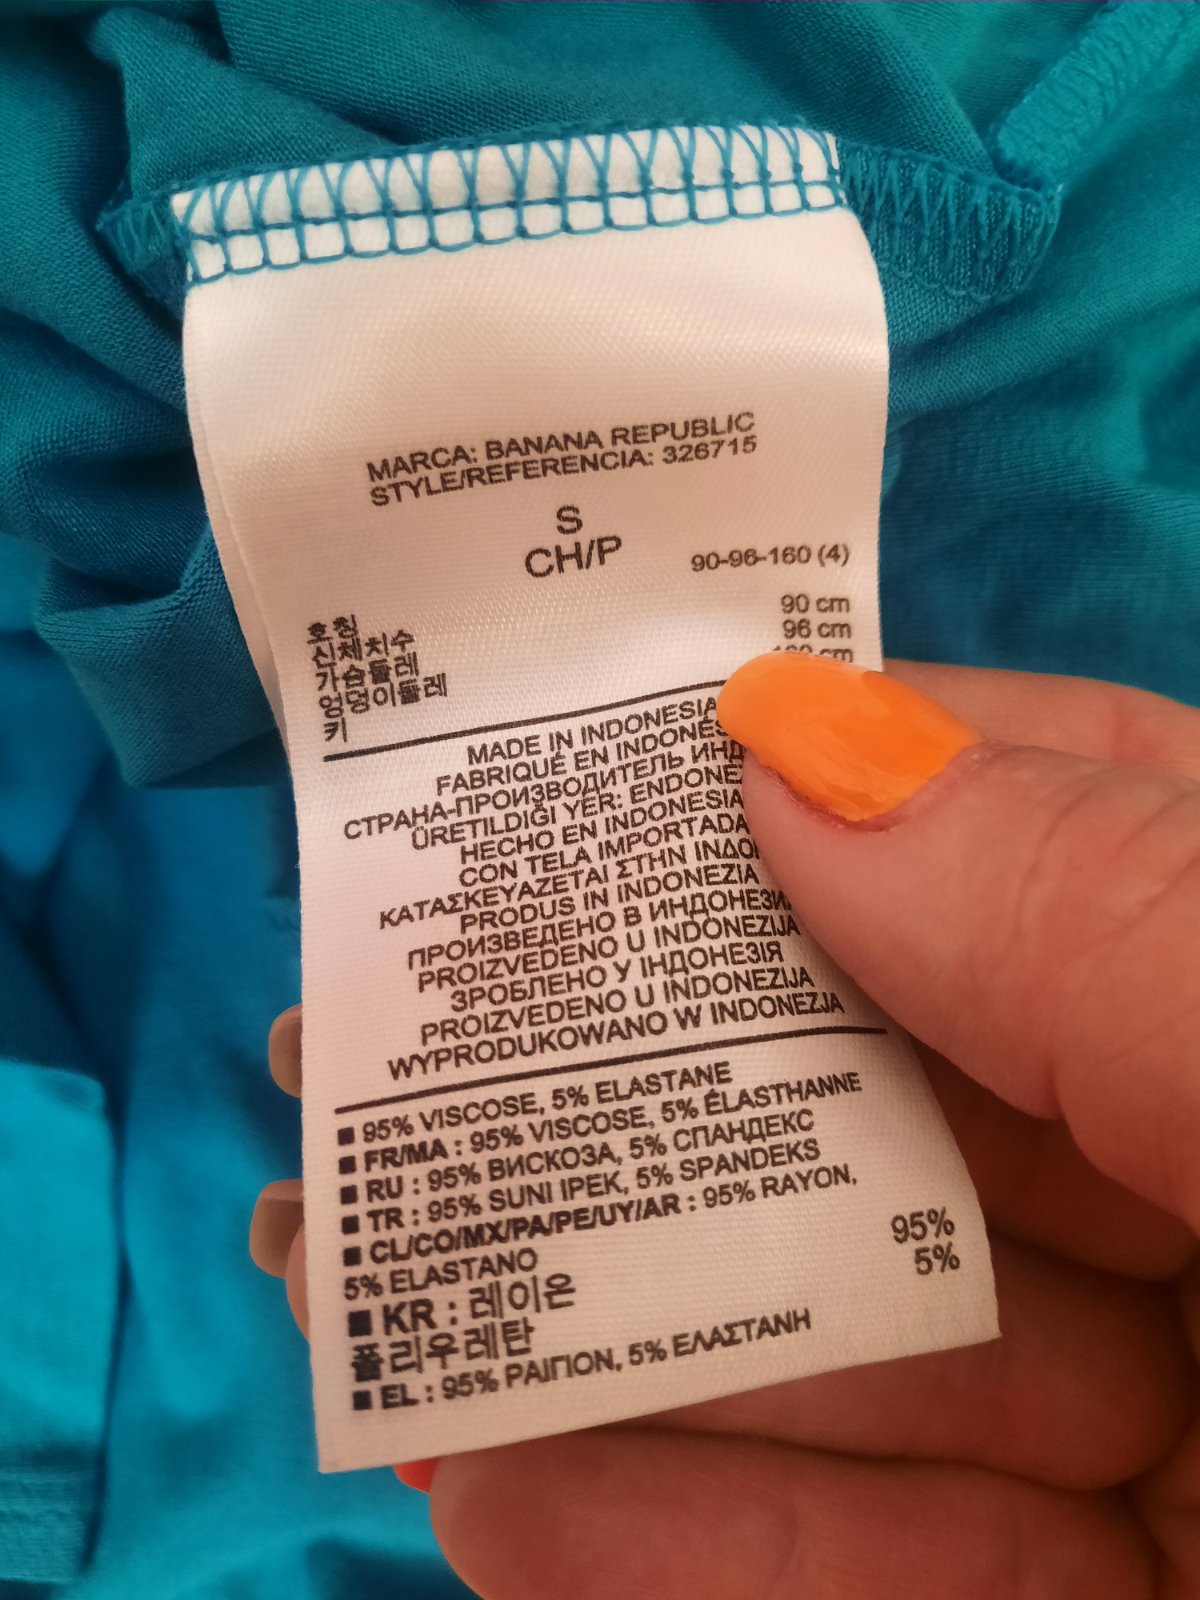 MARCA: BANANA REPUBLIC
STYLE/REFERENCIA: 326715
S
CH/P
90-96-160 (4)
호칭
신체치수
가슴둘레 90 cm
엉덩이둘레 96 cm
키 cm
MADE IN INDONESIA
FABRIQUÉ EN
СТРАНА-ПРОИЗВОДИТЕЛЬ
ÜRETILDIĞI YER:
HECHO EN INDONESIA
CON TELA IMPORTADA
ΚΑΤΑΣΚΕΥΑΖΕΤΑΙ ΣΤΗΝ
PRODUS IN INDONEZIA
ПРОИЗВЕДЕНО В
PROIZVEDENO U INDONEZIJA
ЗРОБЛЕНО У ІНДОНЕЗІЯ
PROIZVEDENO U INDONEZIJA
WYPRODUKOWANO W INDONEZJA
■ 95% VISCOSE, 5% ELASTANE
■ FR/MA : 95% VISCOSE, 5% ÉLASTHANNE
■ RU : 95% ВИСКОЗА, 5% СПАНДЕКС
■ TR : 95% SUNI IPEK, 5% SPANDEKS
■ CL/CO/MX/PA/PE/UY/AR : 95% RAYON,
5% ELASTANO
■ KR : 레이온 95%
폴리우레탄 5%
■ EL : 95% ΡΑΙΓΙΟΝ, 5% ΕΛΑΣΤΑΝΗ